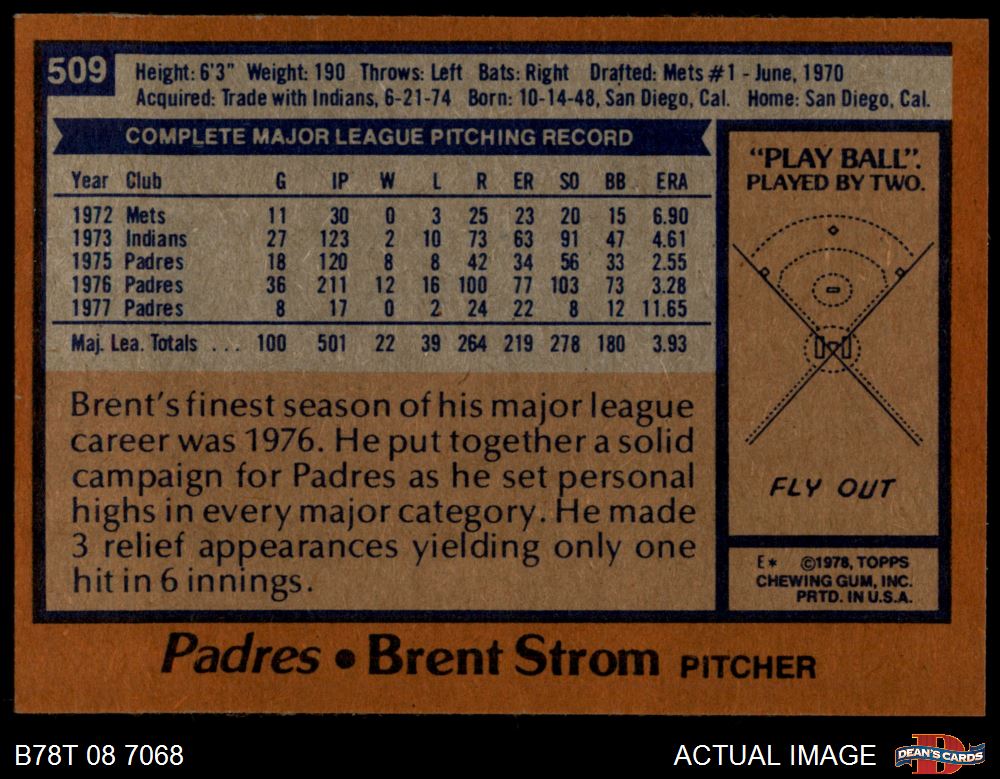 509
Height: 6'3" Weight: 190 Throws: Left Bats: Right Drafted: Mets #1 - June, 1970
Acquired: Trade with Indians, 6-21-74 Born: 10-14-48, San Diego, Cal. Home: San Diego, Cal.
COMPLETE MAJOR LEAGUE PITCHING RECORD
Year Club G IP W L R ER SO BB ERA
1972 Mets 11 30 0 3 25 23 20 15 6.90
1973 Indians 27 123 2 10 73 63 91 47 4.61
1975 Padres 18 120 8 8 42 34 56 33 2.55
1976 Padres 36 211 12 16 100 77 103 73 3.28
1977 Padres 8 17 0 2 24 22 8 12 11.65
Maj. Lea. Totals ... 100 501 22 39 264 219 278 180 3.93
Brent's finest season of his major league
career was 1976. He put together a solid
campaign for Padres as he set personal
highs in every major category. He made
3 relief appearances yielding only one
hit in 6 innings.
"PLAY BALL".
PLAYED BY TWO.
FLY OUT
E* ©1978, TOPPS
CHEWING GUM, INC.
PRTD. IN U.S.A.
Padres • Brent Strom PITCHER
B78T 08 7068
ACTUAL IMAGE
DEAN'S CARDS